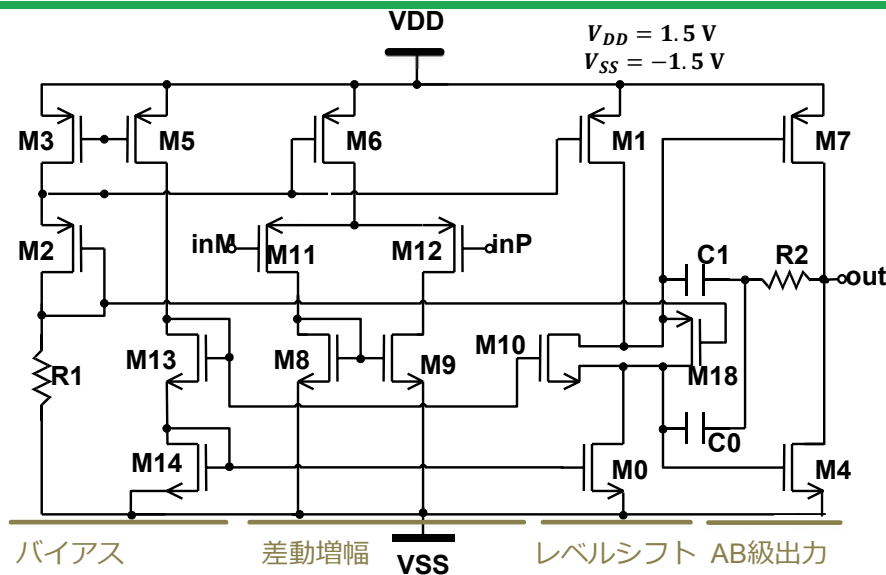 VDD
V_DD = 1.5 V
V_SS = −1.5 V
M3
M5
M6
M1
M7
M2
inM
M11
M12
inP
C1
R2
out
R1
M13
M8
M9
M10
M18
C0
M14
M0
M4
バイアス
差動増幅
VSS
レベルシフト
AB級出力